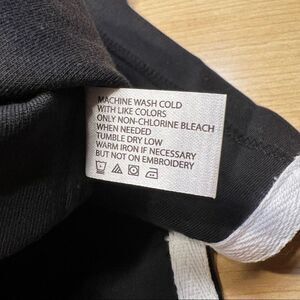 MACHINE WASH COLD
WITH LIKE COLORS
ONLY NON-CHLORINE BLEACH
WHEN NEEDED
TUMBLE DRY LOW
WARM IRON IF NECESSARY
BUT NOT ON EMBROIDERY